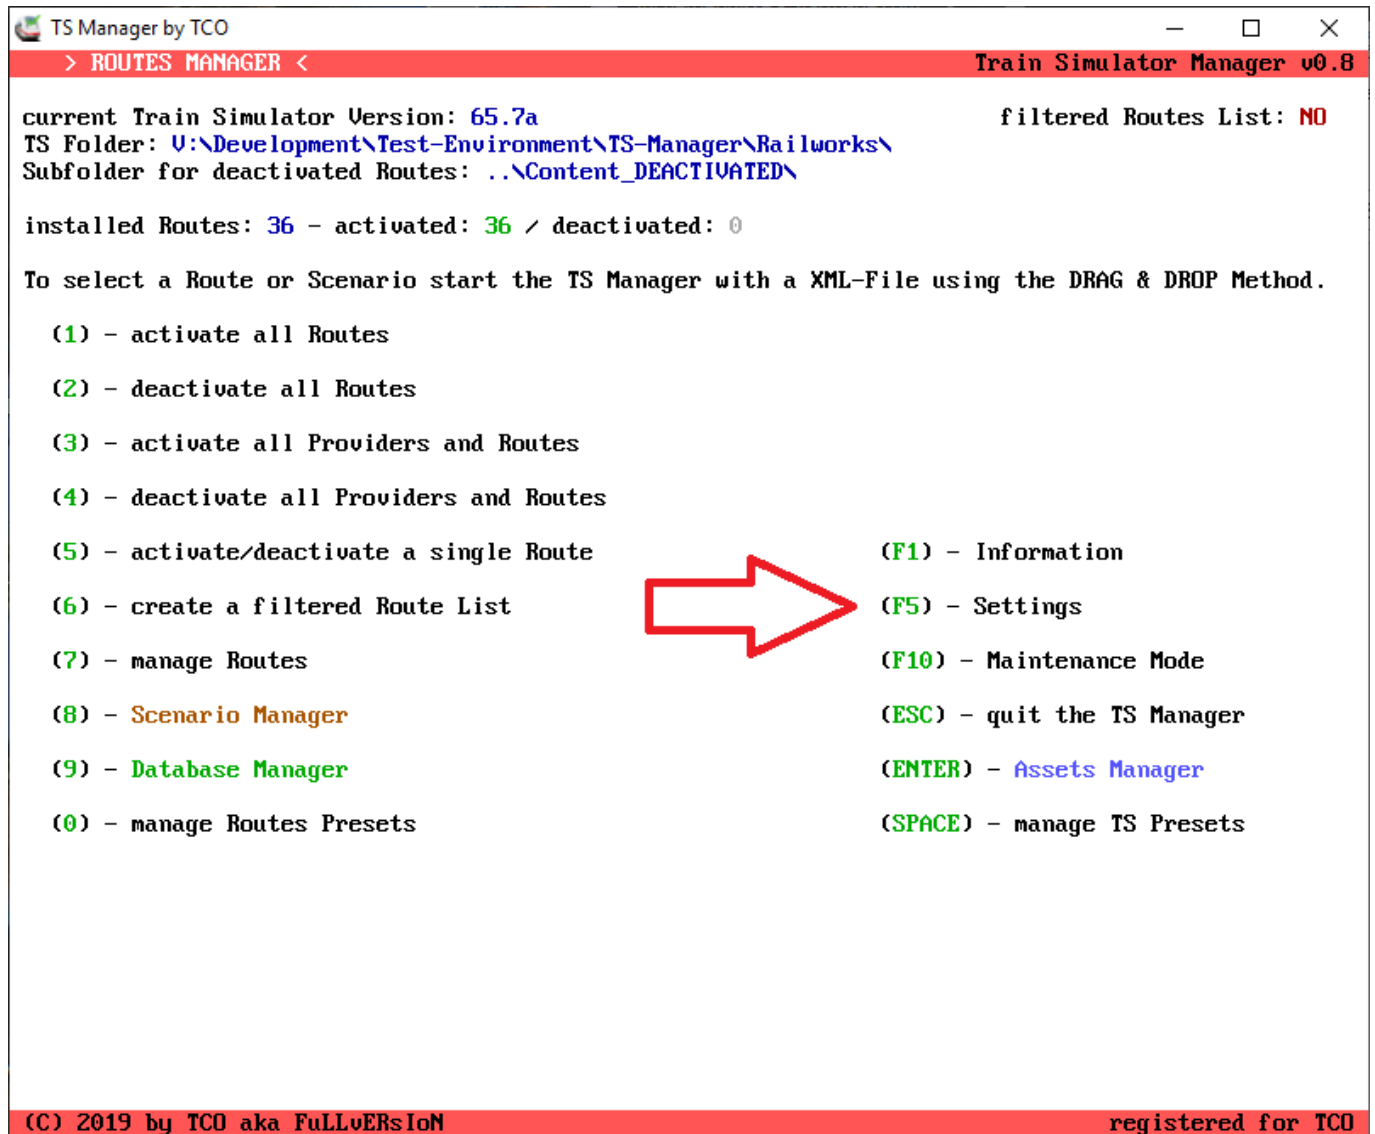 TS Manager by TCO
> ROUTES MANAGER < Train Simulator Manager v0.8
current Train Simulator Version: 65.7a filtered Routes List: NO
TS Folder: V:\Development\Test-Environment\TS-Manager\Railworks\
Subfolder for deactivated Routes: ..\Content_DEACTIVATED\
installed Routes: 36 - activated: 36 / deactivated: 0
To select a Route or Scenario start the TS Manager with a XML-File using the DRAG & DROP Method.
(1) - activate all Routes
(2) - deactivate all Routes
(3) - activate all Providers and Routes
(4) - deactivate all Providers and Routes
(5) - activate/deactivate a single Route (F1) - Information
(6) - create a filtered Route List (F5) - Settings
(7) - manage Routes (F10) - Maintenance Mode
(8) - Scenario Manager (ESC) - quit the TS Manager
(9) - Database Manager (ENTER) - Assets Manager
(0) - manage Routes Presets (SPACE) - manage TS Presets
(C) 2019 by TCO aka FuLLvERsIoN registered for TCO